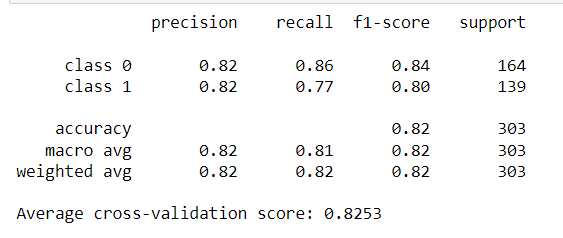 precision recall f1-score support
class 0 0.82 0.86 0.84 164
class 1 0.82 0.77 0.80 139
accuracy 0.82 303
macro avg 0.82 0.81 0.82 303
weighted avg 0.82 0.82 0.82 303
Average cross-validation score: 0.8253